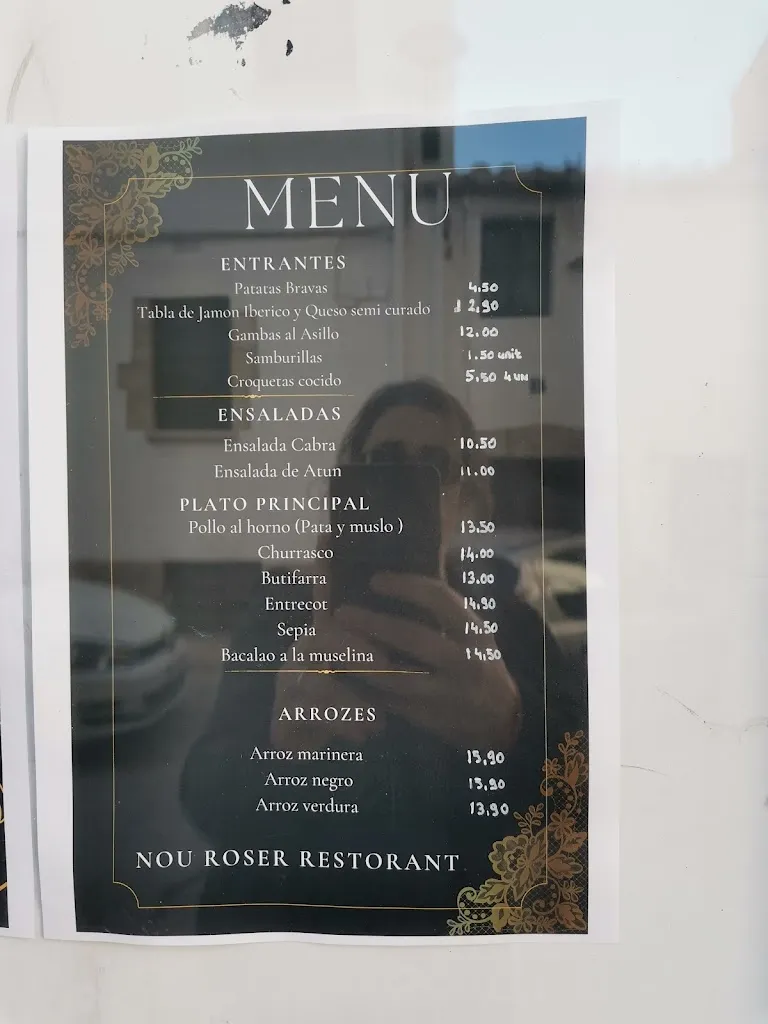 MENU
ENTRANTES
Patatas Bravas 4.50
Tabla de Jamon Iberico y Queso semi curado 12,90
Gambas al Asillo 12.00
Samburillas 1.50 unit
Croquetas cocido 5.50 4 UN
ENSALADAS
Ensalada Cabra 10.50
Ensalada de Atun 11.00
PLATO PRINCIPAL
Pollo al horno (Pata y muslo ) 13.50
Churrasco 14.00
Butifarra 13.00
Entrecot 14.90
Sepia 14.50
Bacalao a la muselina 14,50
ARROZES
Arroz marinera 15,90
Arroz negro 15,90
Arroz verdura 13,90
NOU ROSER RESTORANT